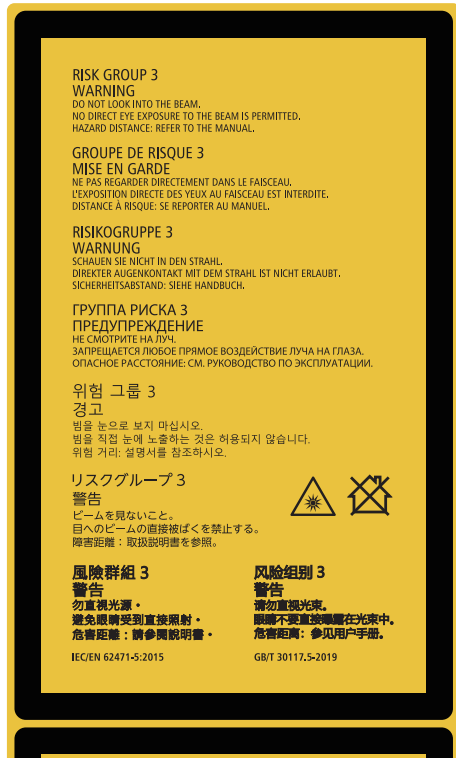 RISK GROUP 3
WARNING
DO NOT LOOK INTO THE BEAM.
NO DIRECT EYE EXPOSURE TO THE BEAM IS PERMITTED.
HAZARD DISTANCE: REFER TO THE MANUAL.
GROUPE DE RISQUE 3
MISE EN GARDE
NE PAS REGARDER DIRECTEMENT DANS LE FAISCEAU.
L'EXPOSITION DIRECTE DES YEUX AU FAISCEAU EST INTERDITE.
DISTANCE À RISQUE: SE REPORTER AU MANUEL.
RISIKOGRUPPE 3
WARNUNG
SCHAUEN SIE NICHT IN DEN STRAHL.
DIREKTER AUGENKONTAKT MIT DEM STRAHL IST NICHT ERLAUBT.
SICHERHEITSABSTAND: SIEHE HANDBUCH.
ГРУППА РИСКА 3
ПРЕДУПРЕЖДЕНИЕ
НЕ СМОТРИТЕ НА ЛУЧ.
ЗАПРЕЩАЕТСЯ ЛЮБОЕ ПРЯМОЕ ВОЗДЕЙСТВИЕ ЛУЧА НА ГЛАЗА.
ОПАСНОЕ РАССТОЯНИЕ: СМ. РУКОВОДСТВО ПО ЭКСПЛУАТАЦИИ.
위험 그룹 3
경고
빔을 눈으로 보지 마십시오.
빔을 직접 눈에 노출하는 것은 허용되지 않습니다.
위험 거리: 설명서를 참조하시오.
リスクグループ 3
警告
ビームを見ないこと。
目へのビームの直接被ばくを禁止する。
障害距離：取扱説明書を参照。
風險群組 3
警告
勿直視光源。
避免眼睛受到直接照射。
危害距離：請參閱說明書。
IEC/EN 62471-5:2015
风险组别 3
警告
请勿直视光束。
眼睛不要直接曝露在光束中。
危害距离：参见用户手册。
GB/T 30117.5-2019